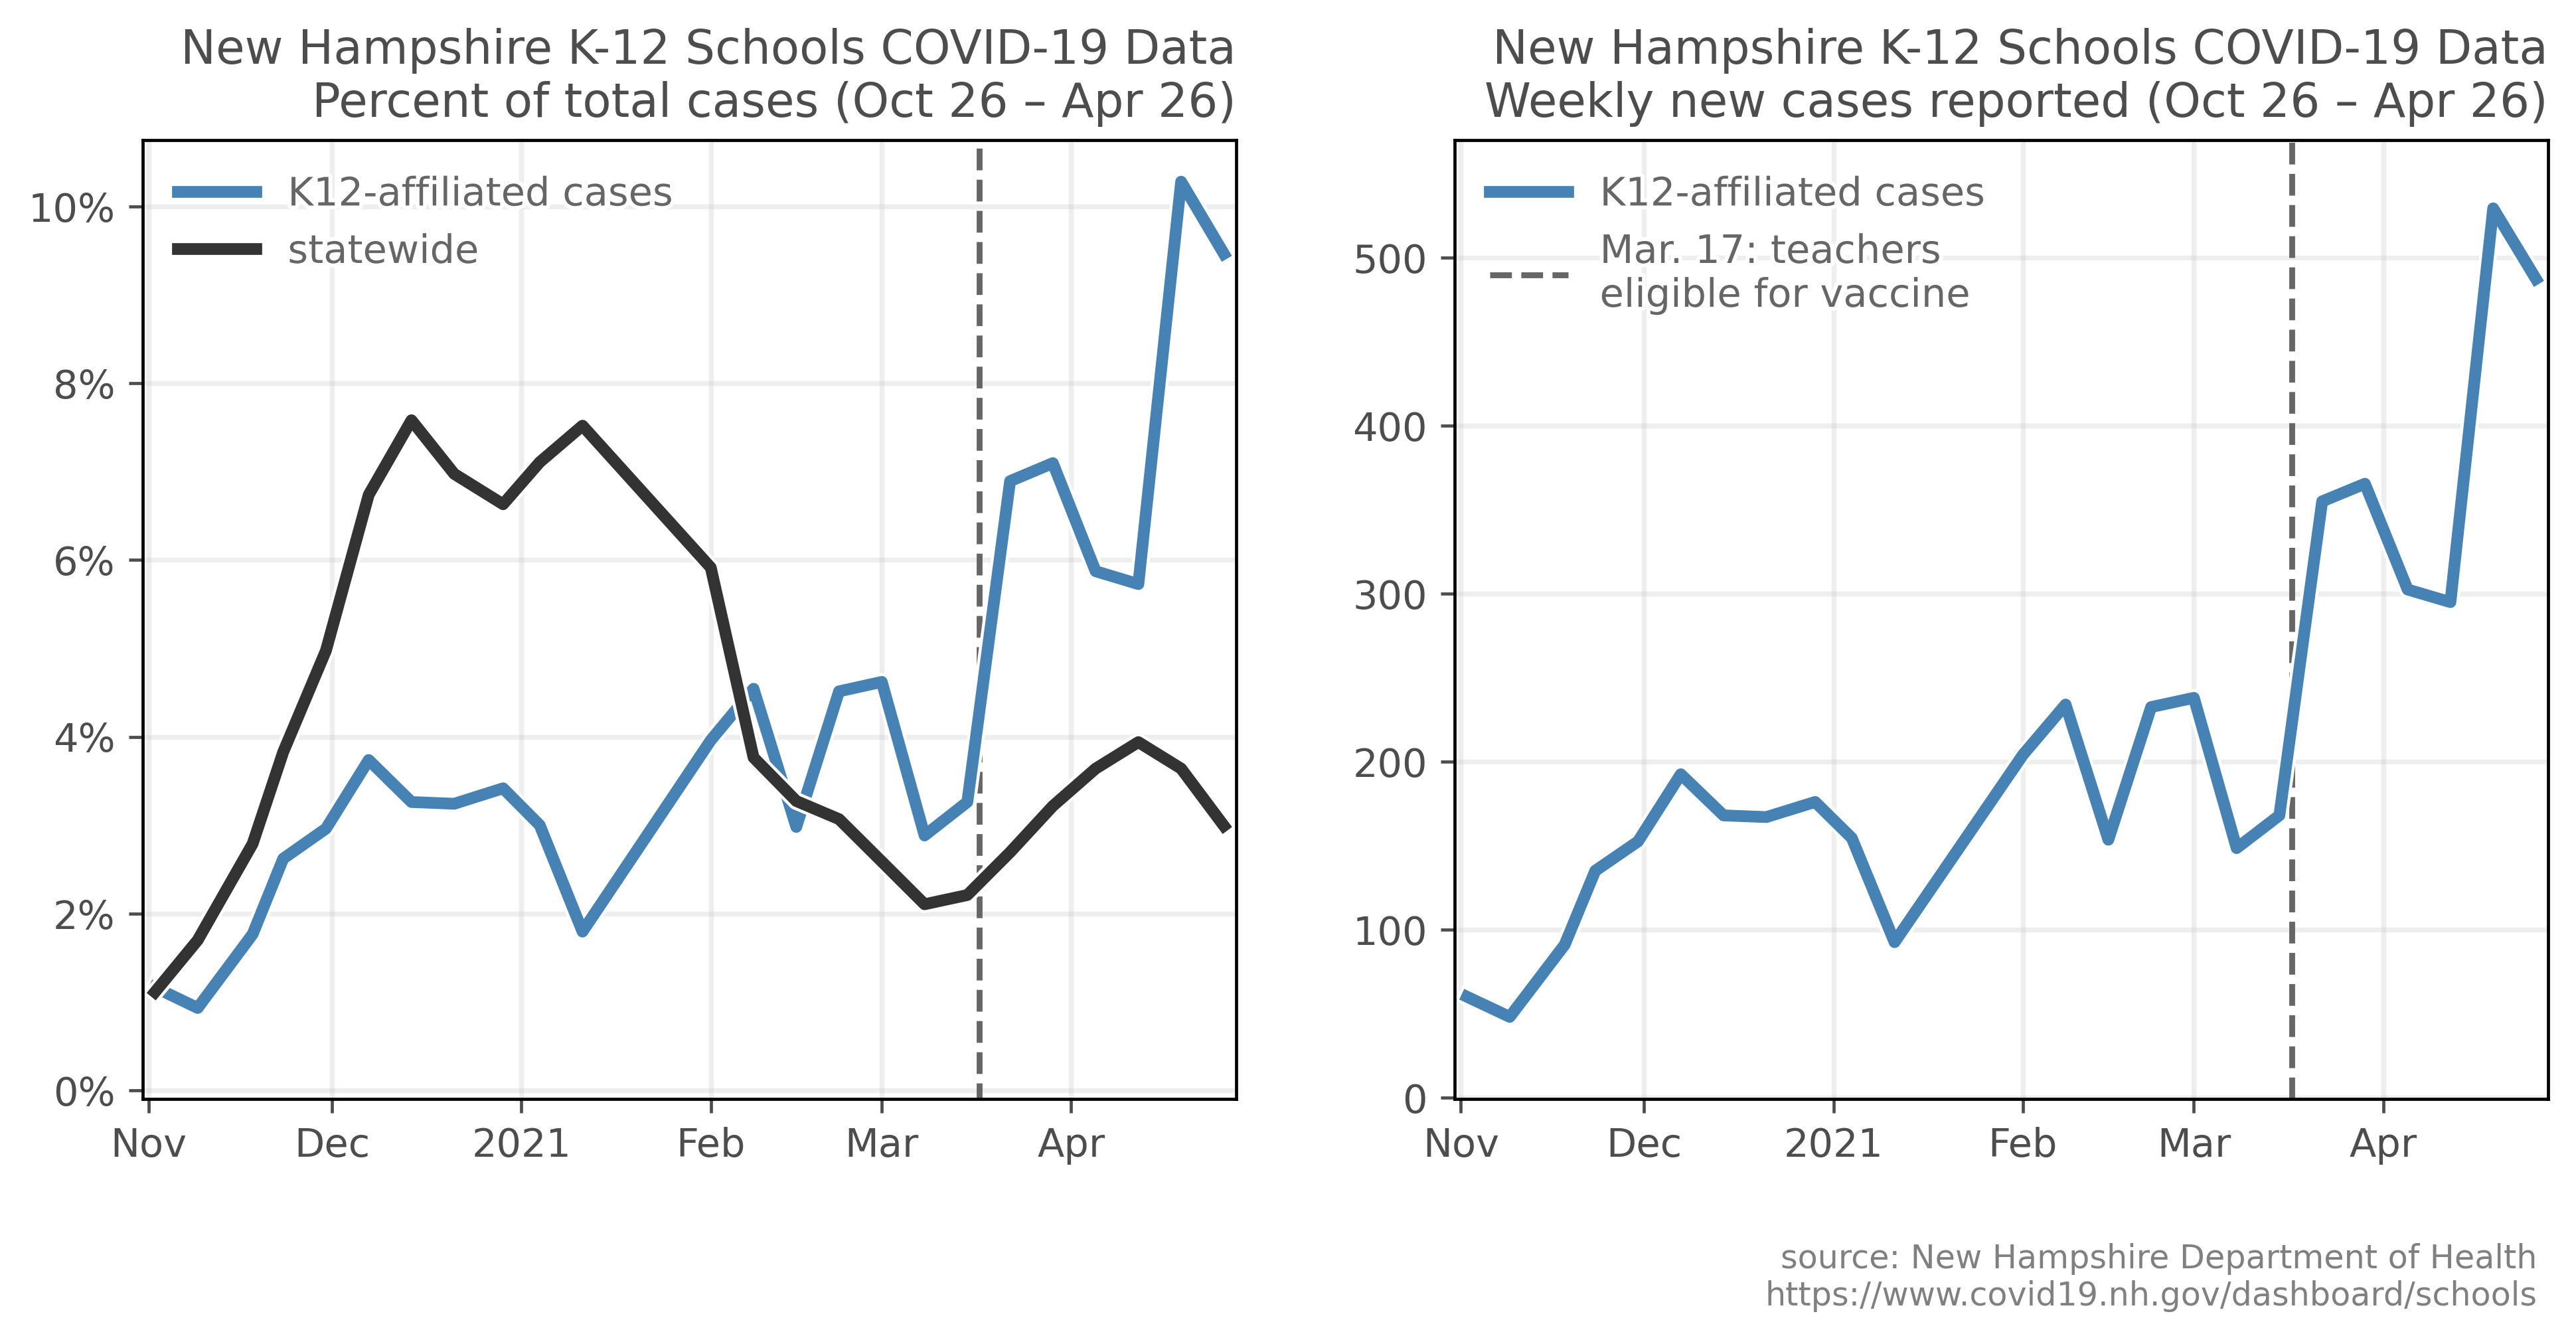 New Hampshire K-12 Schools COVID-19 Data
Percent of total cases (Oct 26 – Apr 26)
K12-affiliated cases
statewide
10%
8%
6%
4%
2%
0%
Nov
Dec
2021
Feb
Mar
Apr
New Hampshire K-12 Schools COVID-19 Data
Weekly new cases reported (Oct 26 – Apr 26)
K12-affiliated cases
Mar. 17: teachers
eligible for vaccine
500
400
300
200
100
0
Nov
Dec
2021
Feb
Mar
Apr
source: New Hampshire Department of Health
https://www.covid19.nh.gov/dashboard/schools